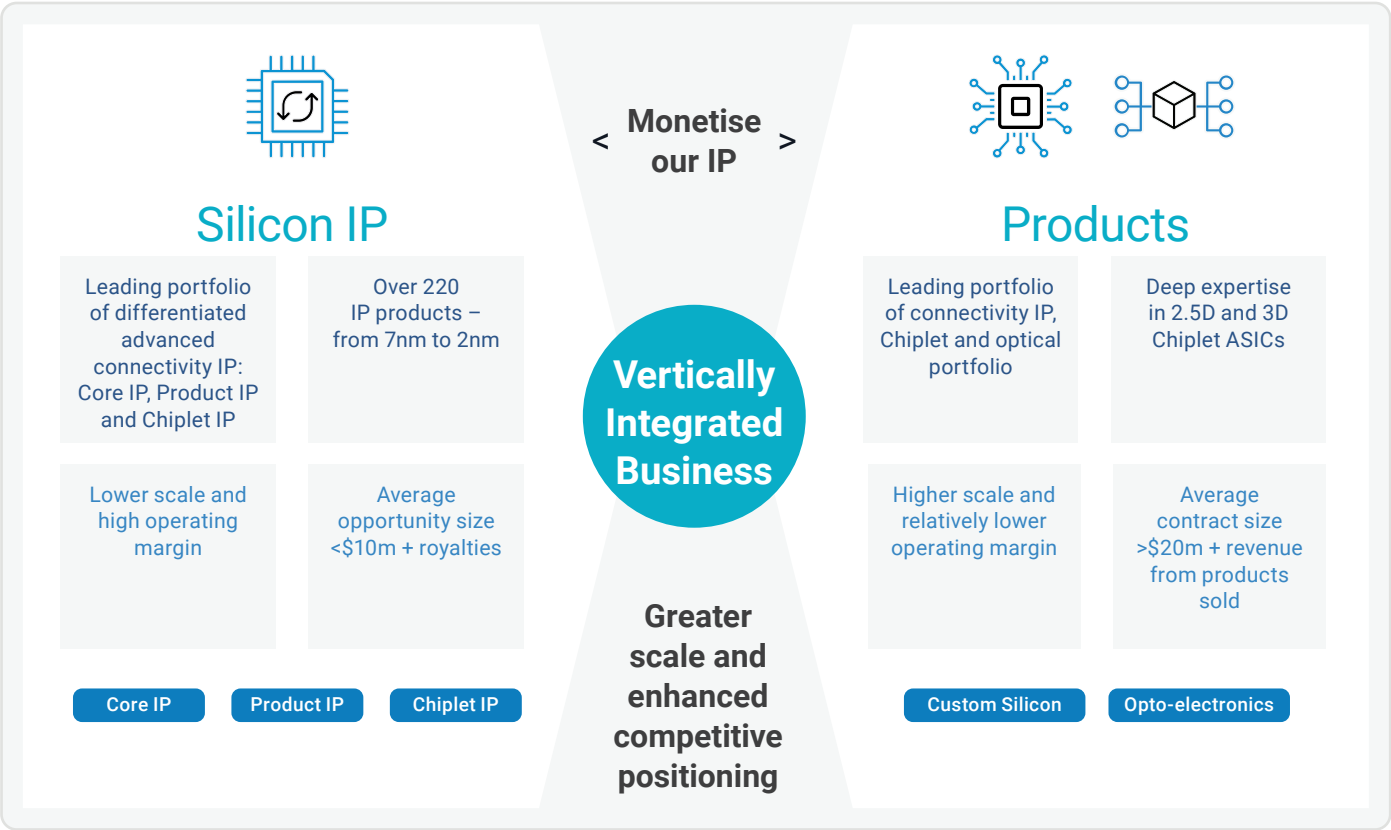 Silicon IP
Leading portfolio
of differentiated
advanced
connectivity IP:
Core IP, Product IP
and Chiplet IP
Over 220
IP products –
from 7nm to 2nm
Lower scale and
high operating
margin
Average
opportunity size
<$10m + royalties
Core IP
Product IP
Chiplet IP
< Monetise >
our IP
Vertically
Integrated
Business
Greater
scale and
enhanced
competitive
positioning
Products
Leading portfolio
of connectivity IP,
Chiplet and optical
portfolio
Deep expertise
in 2.5D and 3D
Chiplet ASICs
Higher scale and
relatively lower
operating margin
Average
contract size
>$20m + revenue
from products
sold
Custom Silicon
Opto-electronics